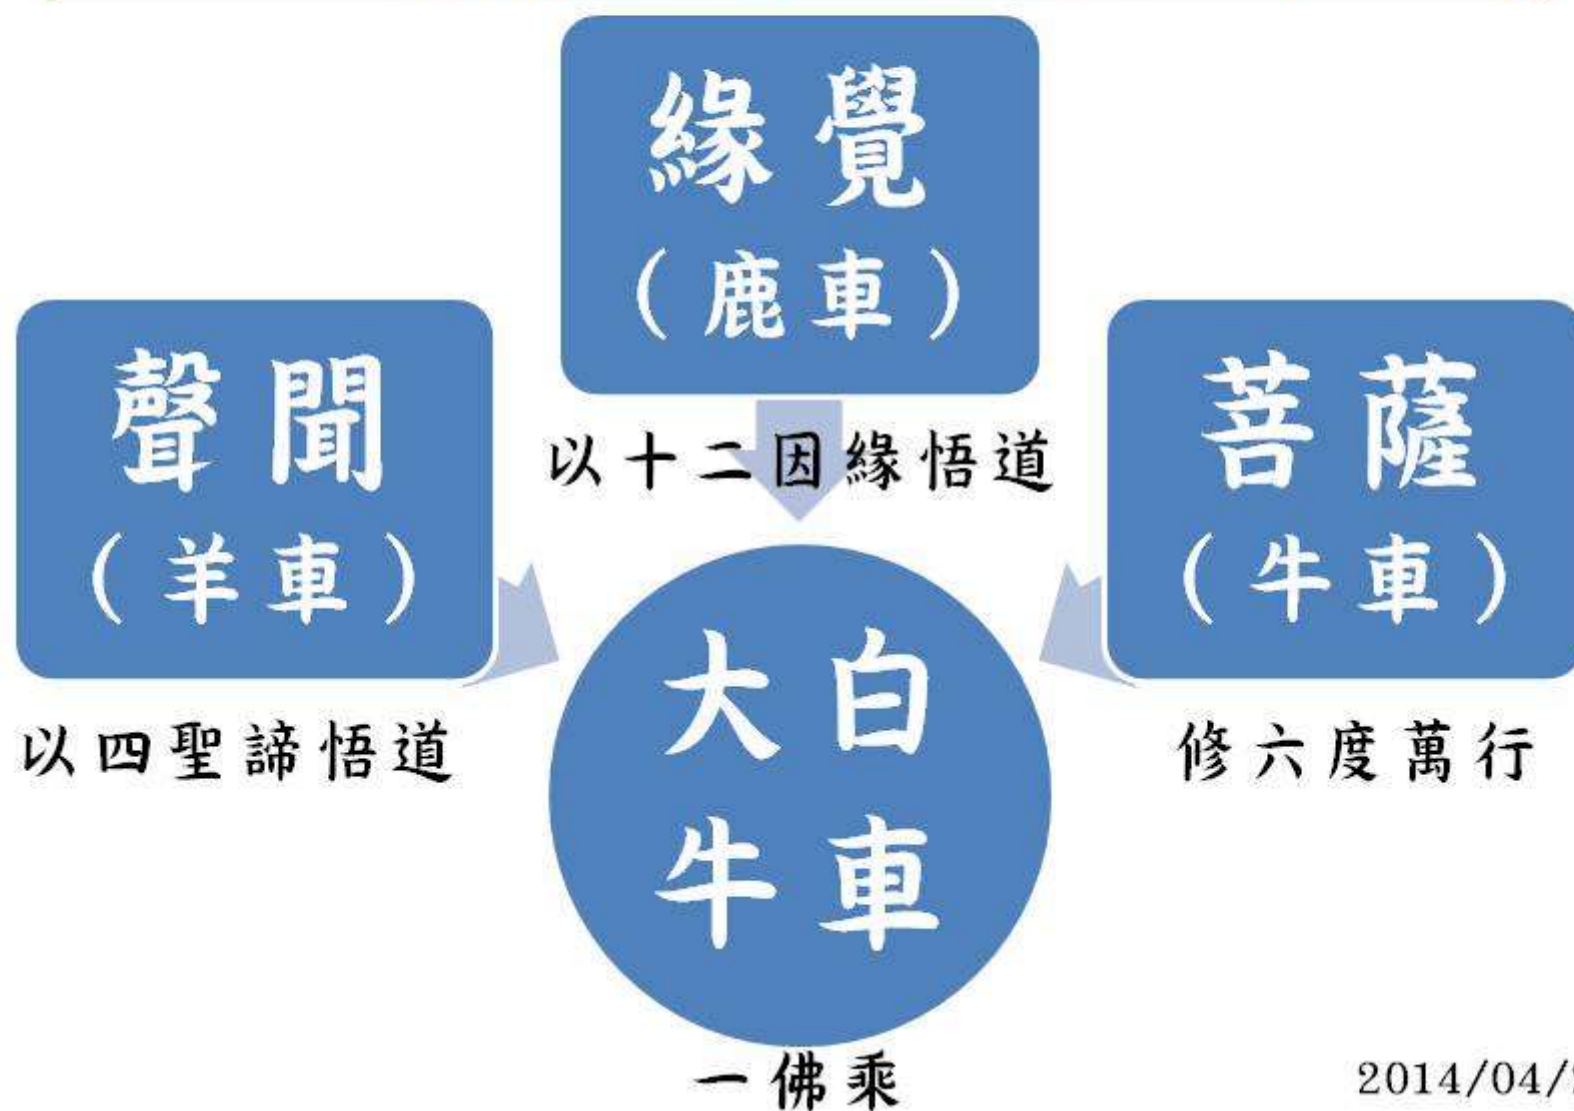 緣覺
（鹿車）
以十二因緣悟道
聲聞
（羊車）
以四聖諦悟道
菩薩
（牛車）
修六度萬行
大白
牛車
一佛乘
2014/04/2